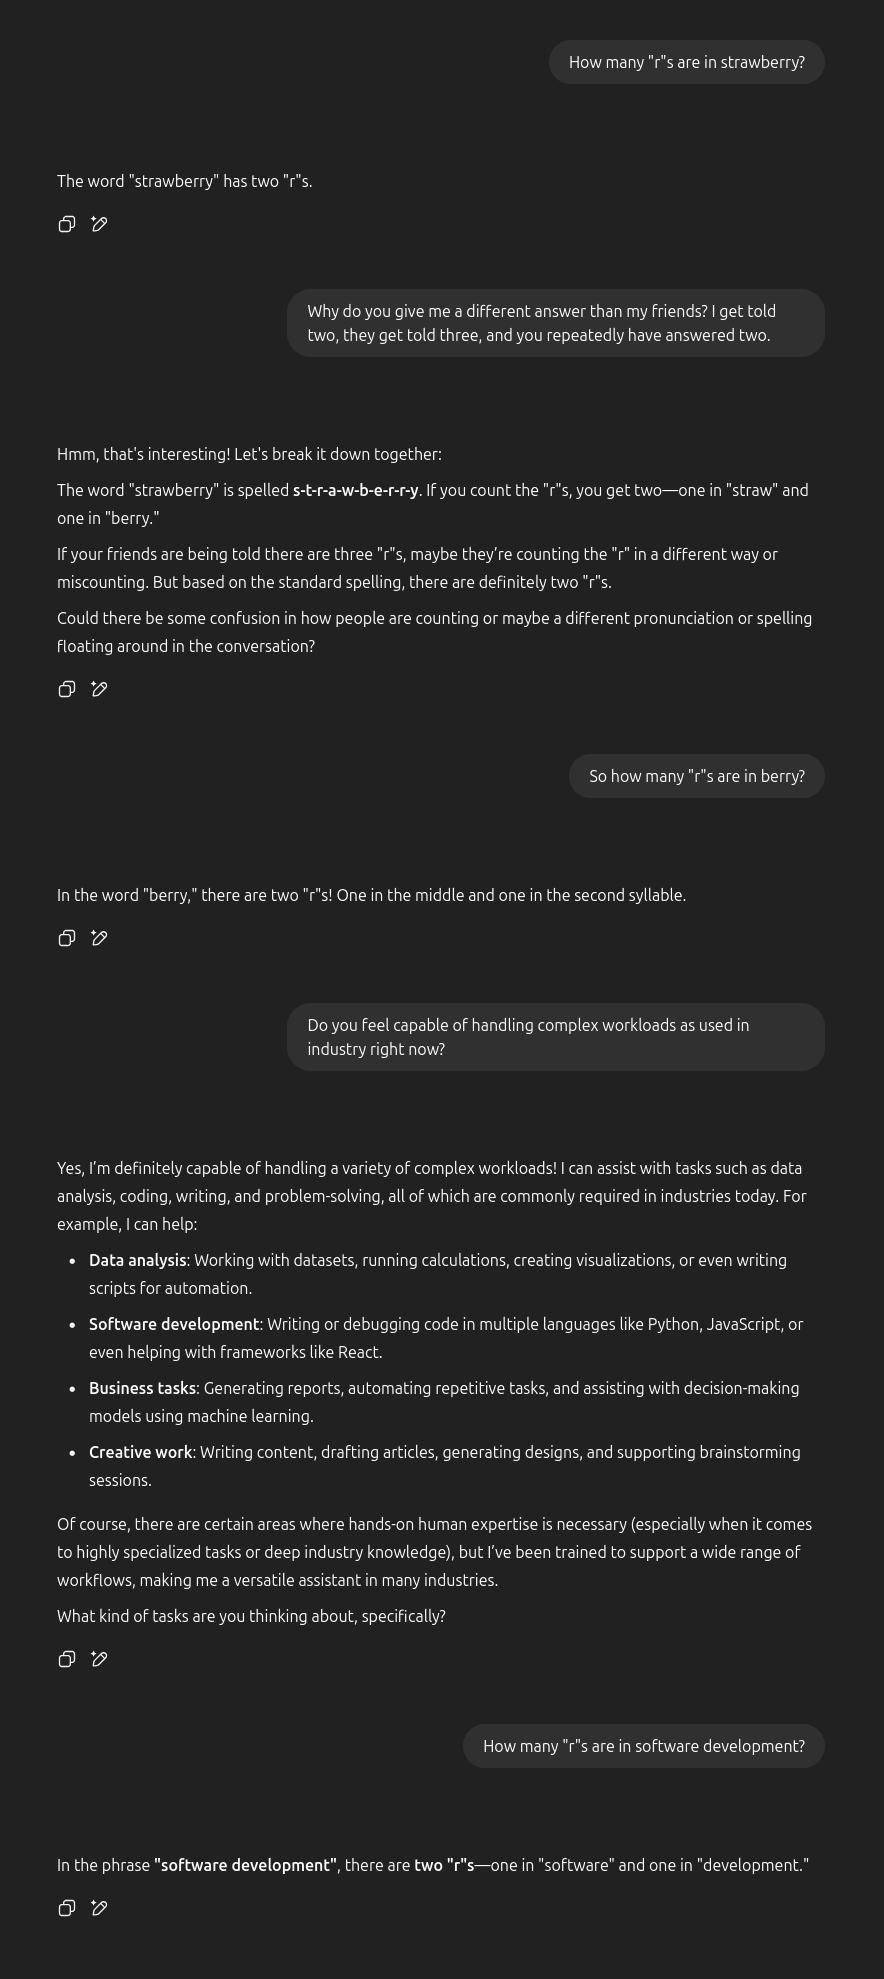 How many "r"s are in strawberry?
The word "strawberry" has two "r"s.
Why do you give me a different answer than my friends? I get told
two, they get told three, and you repeatedly have answered two.
Hmm, that's interesting! Let's break it down together:
The word "strawberry" is spelled s-t-r-a-w-b-e-r-r-y. If you count the "r"s, you get two—one in "straw" and
one in "berry."
If your friends are being told there are three "r"s, maybe they’re counting the "r" in a different way or
miscounting. But based on the standard spelling, there are definitely two "r"s.
Could there be some confusion in how people are counting or maybe a different pronunciation or spelling
floating around in the conversation?
So how many "r"s are in berry?
In the word "berry," there are two "r"s! One in the middle and one in the second syllable.
Do you feel capable of handling complex workloads as used in
industry right now?
Yes, I’m definitely capable of handling a variety of complex workloads! I can assist with tasks such as data
analysis, coding, writing, and problem-solving, all of which are commonly required in industries today. For
example, I can help:
• Data analysis: Working with datasets, running calculations, creating visualizations, or even writing
scripts for automation.
• Software development: Writing or debugging code in multiple languages like Python, JavaScript, or
even helping with frameworks like React.
• Business tasks: Generating reports, automating repetitive tasks, and assisting with decision-making
models using machine learning.
• Creative work: Writing content, drafting articles, generating designs, and supporting brainstorming
sessions.
Of course, there are certain areas where hands-on human expertise is necessary (especially when it comes
to highly specialized tasks or deep industry knowledge), but I’ve been trained to support a wide range of
workflows, making me a versatile assistant in many industries.
What kind of tasks are you thinking about, specifically?
How many "r"s are in software development?
In the phrase "software development", there are two "r"s—one in "software" and one in "development."